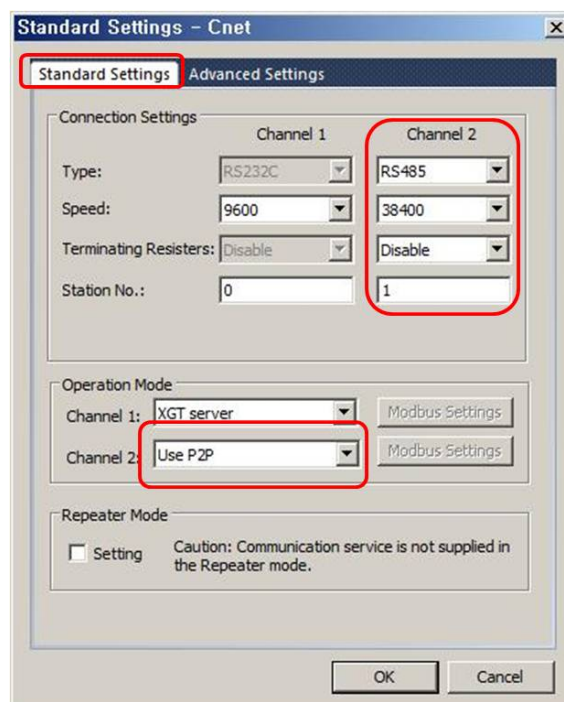 Standard Settings – Cnet
Standard Settings Advanced Settings
Connection Settings
Channel 1 Channel 2
Type: RS232C RS485
Speed: 9600 38400
Terminating Resisters: Disable Disable
Station No.: 0 1
Operation Mode
Channel 1: XGT server Modbus Settings
Channel 2: Use P2P Modbus Settings
Repeater Mode
Setting Caution: Communication service is not supplied in
the Repeater mode.
OK Cancel